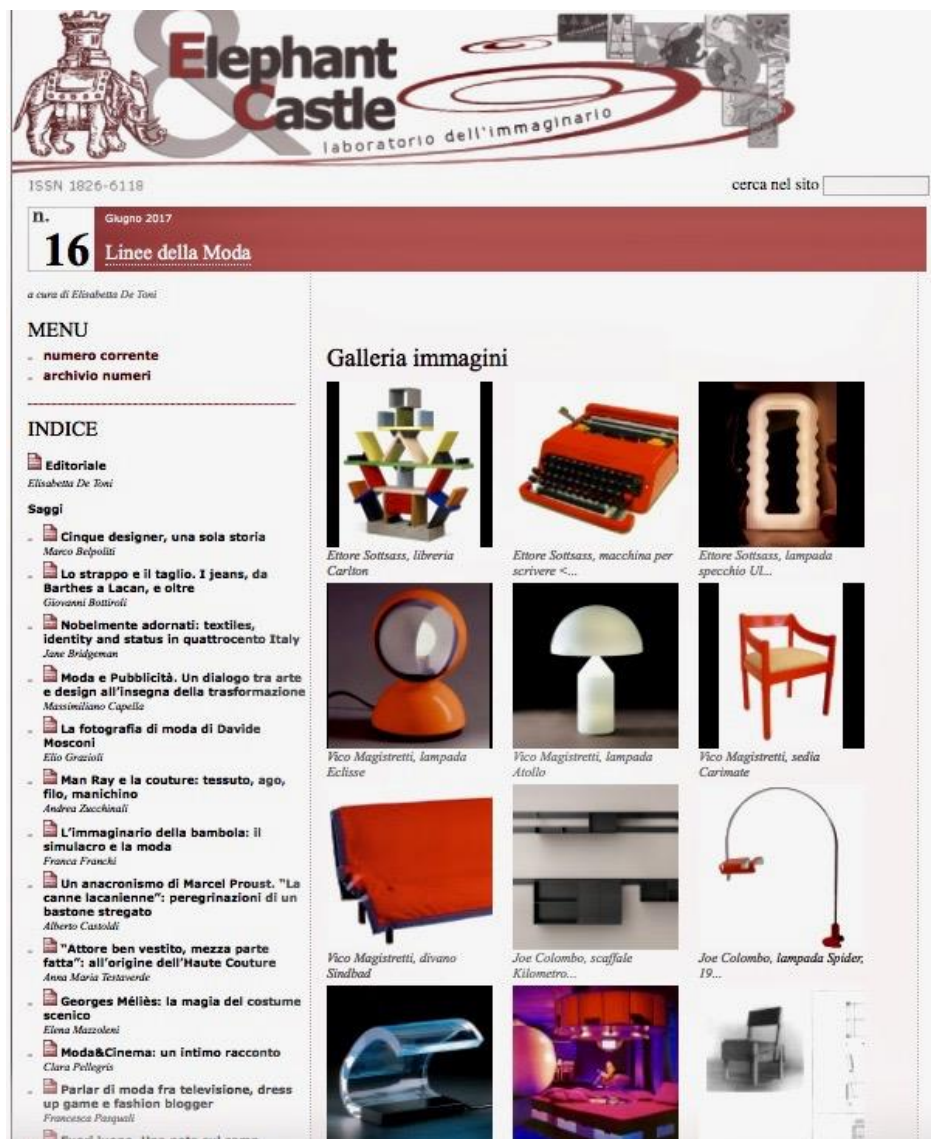 Elephant
&
Castle
laboratorio dell'immaginario
ISSN 1826-6118
cerca nel sito
n.
16
Giugno 2017
Linee della Moda
a cura di Elisabetta De Toni
MENU
numero corrente
archivio numeri
INDICE
Editoriale
Elisabetta De Toni
Saggi
Cinque designer, una sola storia
Marco Belpoliti
Lo strappo e il taglio. I jeans, da
Barthes a Lacan, e oltre
Giovanni Bottiroli
Nobelmente adornati: textiles,
identity and status in quattrocento Italy
Jane Bridgeman
Moda e Pubblicità. Un dialogo tra arte
e design all'insegna della trasformazione
Massimiliano Capella
La fotografia di moda di Davide
Mosconi
Elio Grazioli
Man Ray e la couture: tessuto, ago,
filo, manichino
Andrea Zucchinali
L'immaginario della bambola: il
simulacro e la moda
Franca Franchi
Un anacronismo di Marcel Proust. "La
canne lacanienne": peregrinazioni di un
bastone stregato
Alberto Castoldi
"Attore ben vestito, mezza parte
fatta": all'origine dell'Haute Couture
Anna Maria Testaverde
Georges Méliès: la magia del costume
scenico
Elena Mazzoleni
Moda&Cinema: un intimo racconto
Clara Pellegris
Parlar di moda fra televisione, dress
up game e fashion blogger
Francesca Pasquali
Galleria immagini
Ettore Sottsass, libreria
Carlton
Ettore Sottsass, macchina per
scrivere <...
Ettore Sottsass, lampada
specchio Ul...
Vico Magistretti, lampada
Eclisse
Vico Magistretti, lampada
Atollo
Vico Magistretti, sedia
Carimate
Vico Magistretti, divano
Sindbad
Joe Colombo, scaffale
Kilometro...
Joe Colombo, lampada Spider,
19...